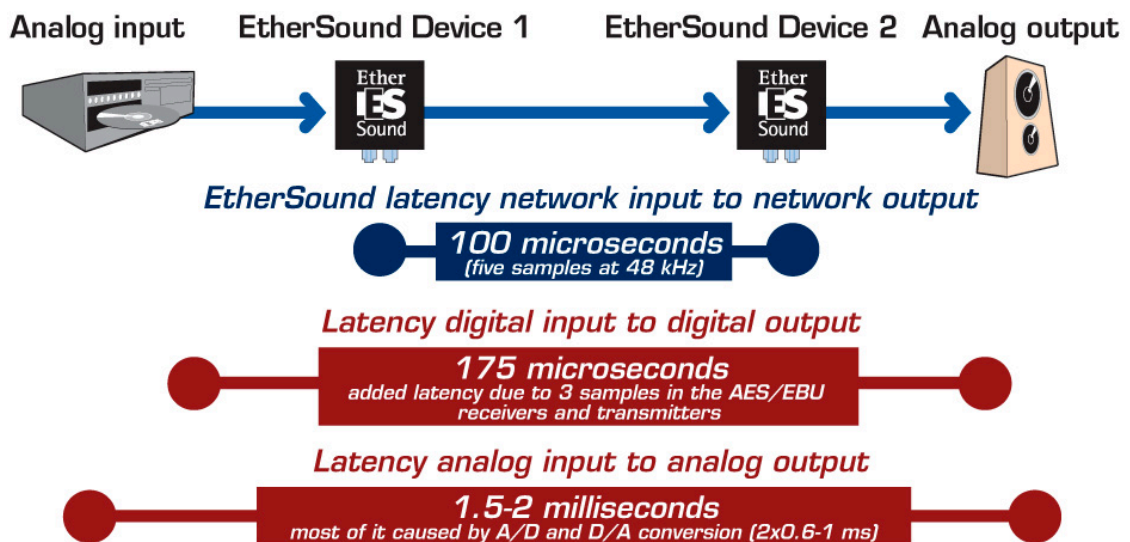 Analog input EtherSound Device 1 EtherSound Device 2 Analog output
Ether
ES
Sound
Ether
ES
Sound
EtherSound latency network input to network output
100 microseconds
(five samples at 48 kHz)
Latency digital input to digital output
175 microseconds
added latency due to 3 samples in the AES/EBU
receivers and transmitters
Latency analog input to analog output
1.5-2 milliseconds
most of it caused by A/D and D/A conversion (2x0.6-1 ms)